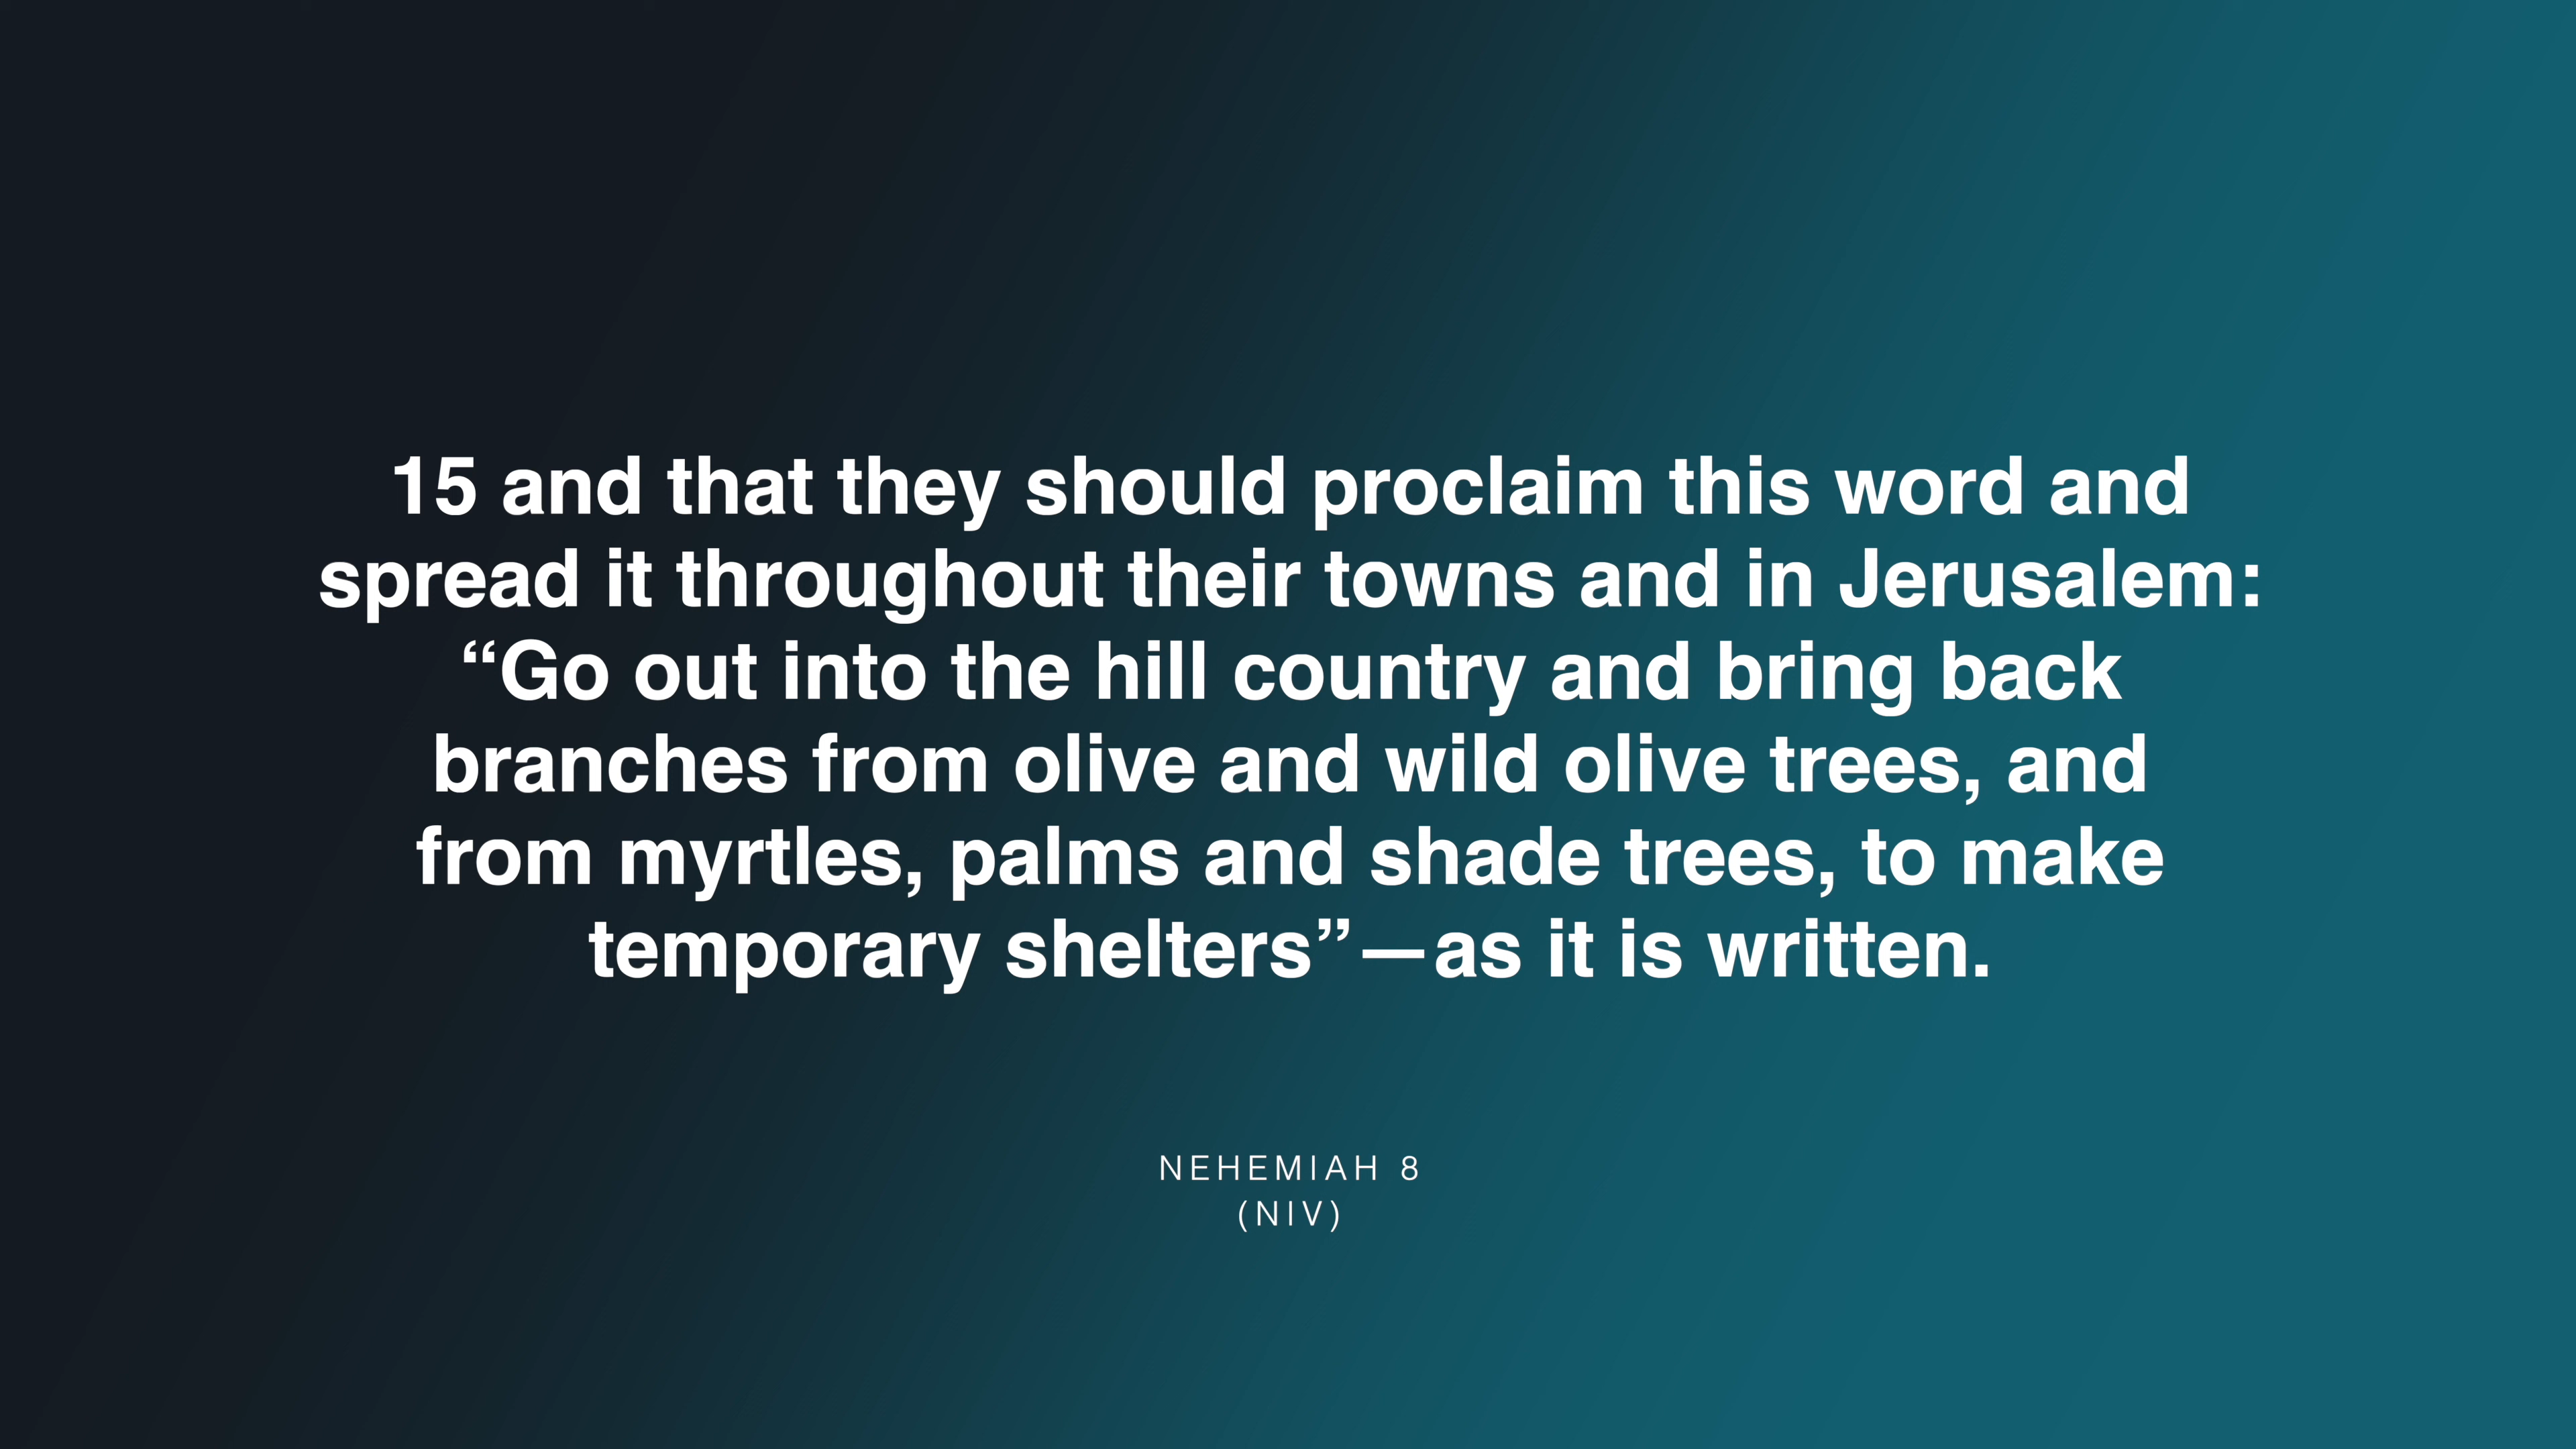 15 and that they should proclaim this word and
spread it throughout their towns and in Jerusalem:
“Go out into the hill country and bring back
branches from olive and wild olive trees, and
from myrtles, palms and shade trees, to make
temporary shelters”—as it is written.
NEHEMIAH 8
(NIV)